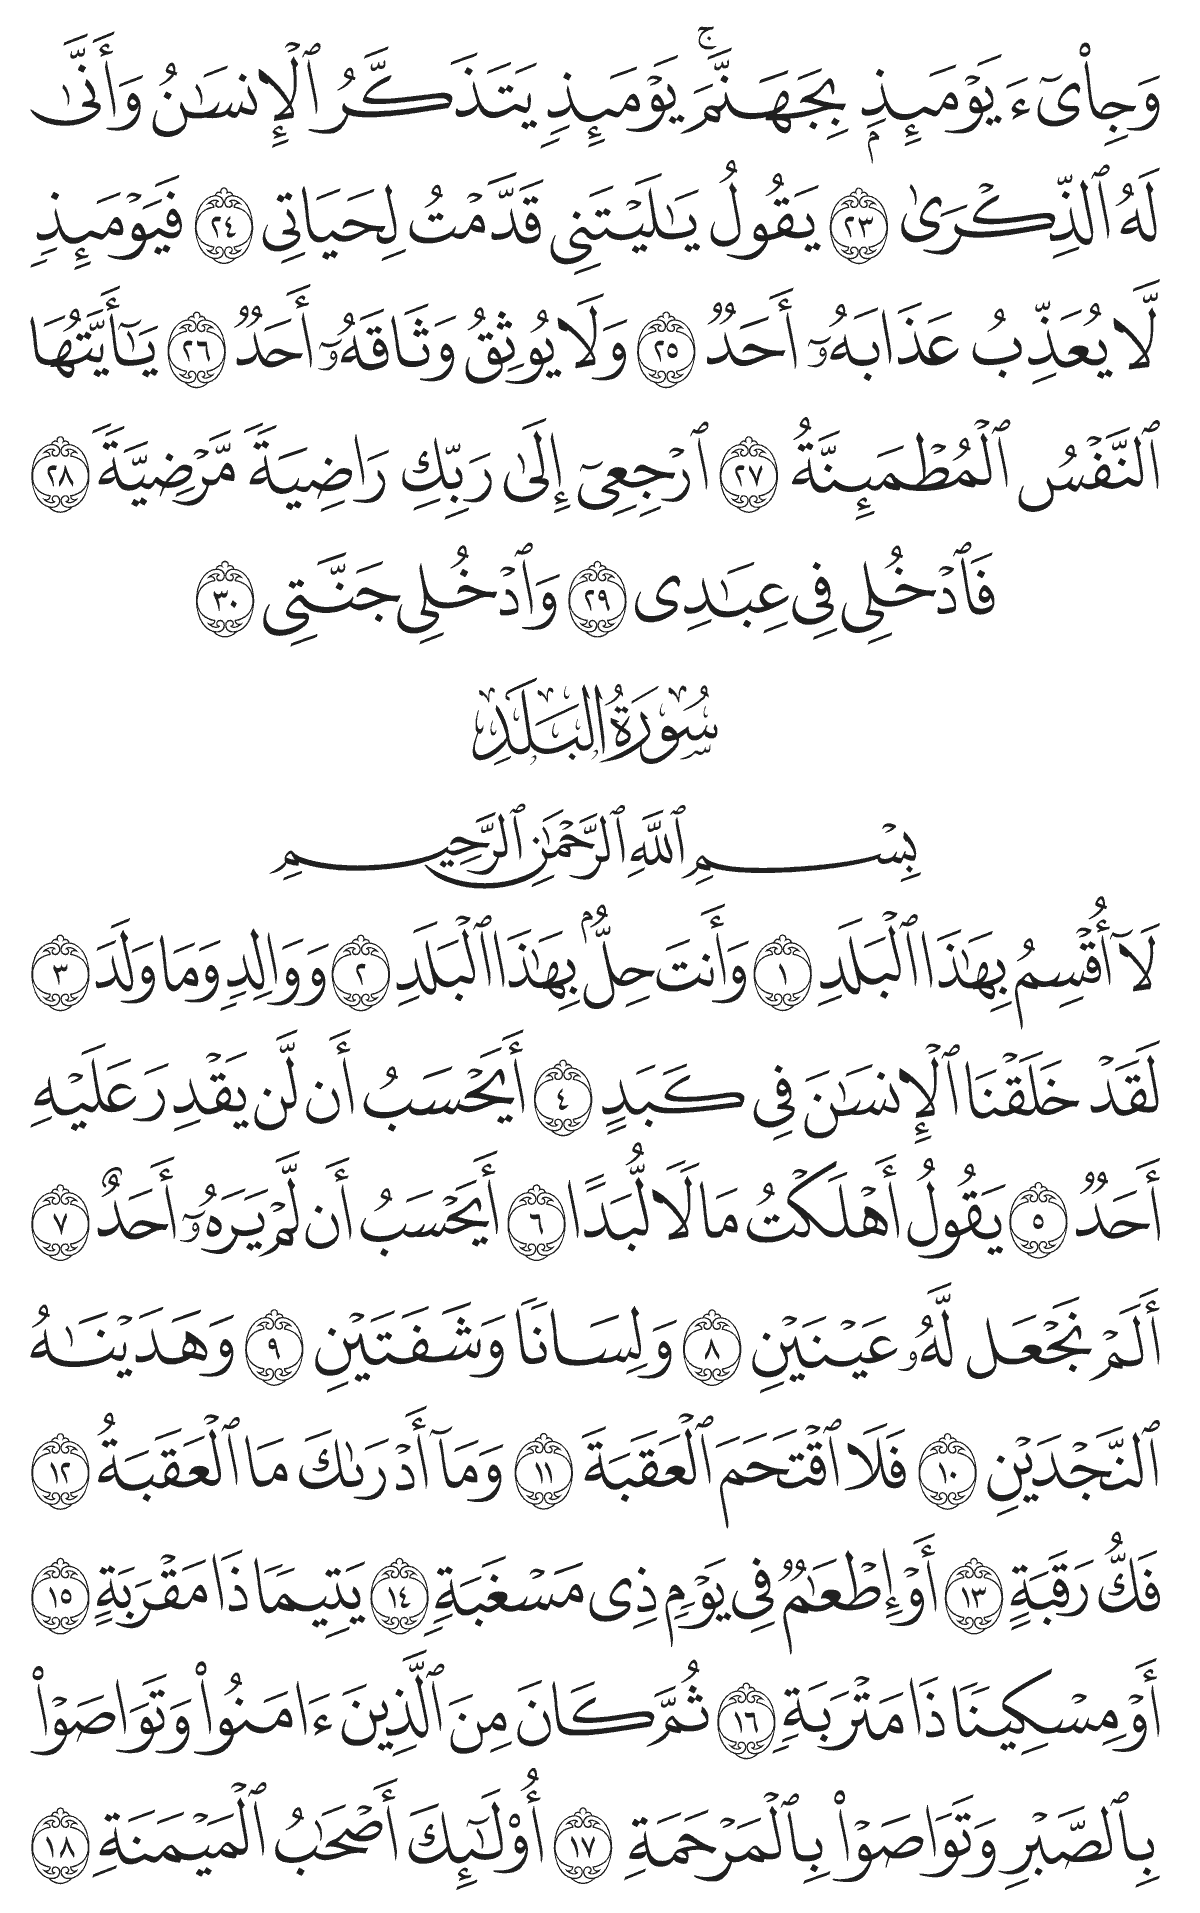 وَجِا۟ىٓءَ يَوْمَئِذِۭ بِجَهَنَّمَ ۚ يَوْمَئِذٍ يَتَذَكَّرُ ٱلْإِنسَـٰنُ وَأَنَّىٰ
لَهُ ٱلذِّكْرَىٰ ٢٣ يَقُولُ يَـٰلَيْتَنِى قَدَّمْتُ لِحَيَاتِى ٢٤ فَيَوْمَئِذٍ
لَّا يُعَذِّبُ عَذَابَهُۥٓ أَحَدٌ ٢٥ وَلَا يُوثِقُ وَثَاقَهُۥٓ أَحَدٌ ٢٦ يَـٰٓأَيَّتُهَا
ٱلنَّفْسُ ٱلْمُطْمَئِنَّةُ ٢٧ ٱرْجِعِىٓ إِلَىٰ رَبِّكِ رَاضِيَةً مَّرْضِيَّةً ٢٨
فَٱدْخُلِى فِى عِبَـٰدِى ٢٩ وَٱدْخُلِى جَنَّتِى ٣٠
سُورَةُ البَلَدِ
بِسْمِ ٱللَّهِ ٱلرَّحْمَـٰنِ ٱلرَّحِيمِ
لَآ أُقْسِمُ بِهَـٰذَا ٱلْبَلَدِ ١ وَأَنتَ حِلٌّۢ بِهَـٰذَا ٱلْبَلَدِ ٢ وَوَالِدٍ وَمَا وَلَدَ ٣
لَقَدْ خَلَقْنَا ٱلْإِنسَـٰنَ فِى كَبَدٍ ٤ أَيَحْسَبُ أَن لَّن يَقْدِرَ عَلَيْهِ
أَحَدٌ ٥ يَقُولُ أَهْلَكْتُ مَالًا لُّبَدًا ٦ أَيَحْسَبُ أَن لَّمْ يَرَهُۥٓ أَحَدٌ ٧
أَلَمْ نَجْعَل لَّهُۥ عَيْنَيْنِ ٨ وَلِسَانًا وَشَفَتَيْنِ ٩ وَهَدَيْنَـٰهُ
ٱلنَّجْدَيْنِ ١٠ فَلَا ٱقْتَحَمَ ٱلْعَقَبَةَ ١١ وَمَآ أَدْرَىٰكَ مَا ٱلْعَقَبَةُ ١٢
فَكُّ رَقَبَةٍ ١٣ أَوْ إِطْعَـٰمٌ فِى يَوْمٍ ذِى مَسْغَبَةٍ ١٤ يَتِيمًا ذَا مَقْرَبَةٍ ١٥
أَوْ مِسْكِينًا ذَا مَتْرَبَةٍ ١٦ ثُمَّ كَانَ مِنَ ٱلَّذِينَ ءَامَنُوا۟ وَتَوَاصَوْا۟
بِٱلصَّبْرِ وَتَوَاصَوْا۟ بِٱلْمَرْحَمَةِ ١٧ أُو۟لَـٰٓئِكَ أَصْحَـٰبُ ٱلْمَيْمَنَةِ ١٨